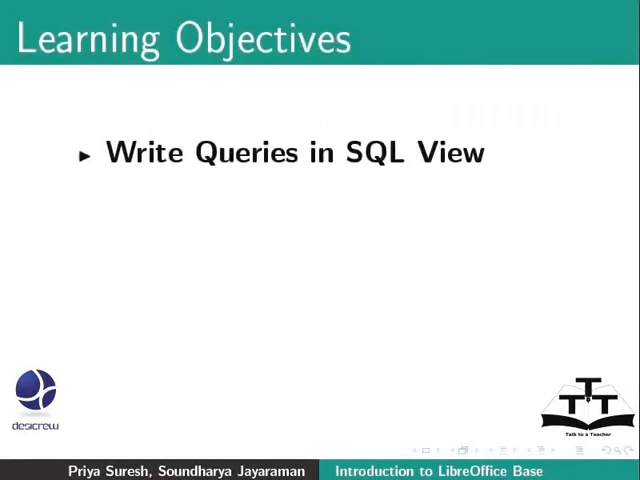 Learning Objectives
Write Queries in SQL View
desicrew
TTT
Talk to a Teacher
Priya Suresh, Soundharya Jayaraman Introduction to LibreOffice Base